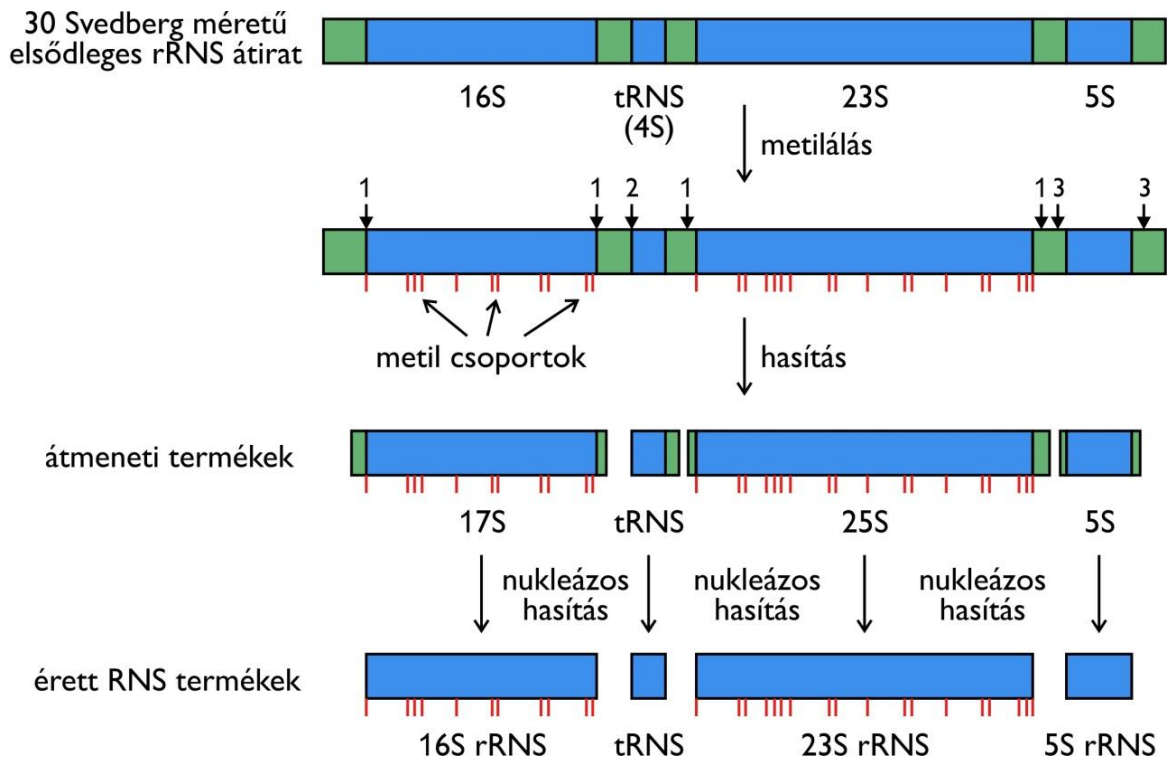 30 Svedberg méretű
elsődleges rRNS átirat
16S
tRNS
(4S)
23S
5S
metilálás
1
1
2
1
1
3
3
metil csoportok
hasítás
átmeneti termékek
17S
tRNS
25S
5S
nukleázos
hasítás
nukleázos
hasítás
nukleázos
hasítás
érett RNS termékek
16S rRNS
tRNS
23S rRNS
5S rRNS